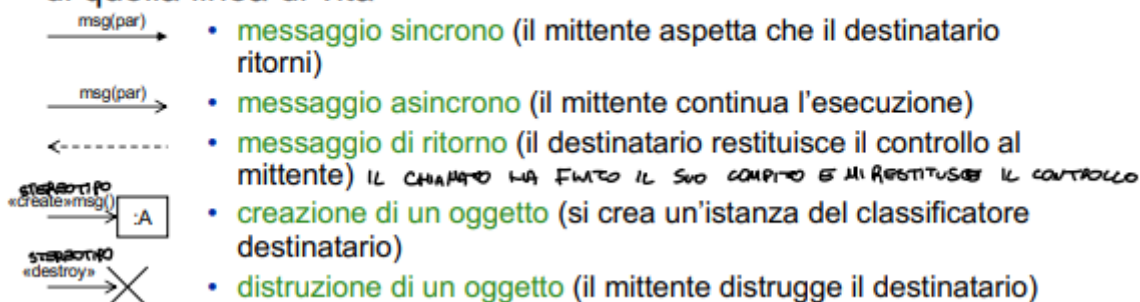 di quella linea di vita
msg(par)
• messaggio sincrono (il mittente aspetta che il destinatario
ritorni)
msg(par)
• messaggio asincrono (il mittente continua l'esecuzione)
• messaggio di ritorno (il destinatario restituisce il controllo al
mittente) IL CHIAMATO HA FINITO IL SUO COMPITO E MI RESTITUISCE IL CONTROLLO
STEREOTIPO
«create»msg()
:A
• creazione di un oggetto (si crea un'istanza del classificatore
destinatario)
STEREOTIPO
«destroy»
• distruzione di un oggetto (il mittente distrugge il destinatario)